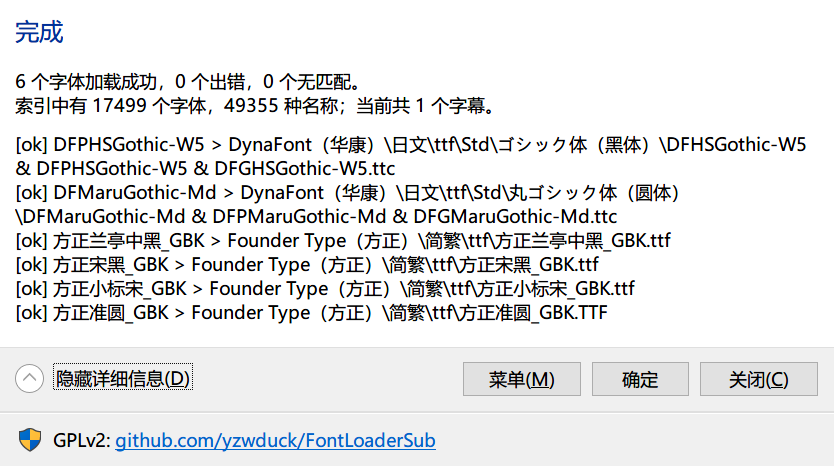 完成
6 个字体加载成功，0 个出错，0 个无匹配。
索引中有 17499 个字体，49355 种名称；当前共 1 个字幕。
[ok] DFPHSGothic-W5 > DynaFont（华康）\日文\ttf\Std\ゴシック体（黑体）\DFHSGothic-W5
& DFPHSGothic-W5 & DFGHSGothic-W5.ttc
[ok] DFMaruGothic-Md > DynaFont（华康）\日文\ttf\Std\丸ゴシック体（圆体）
\DFMaruGothic-Md & DFPMaruGothic-Md & DFGMaruGothic-Md.ttc
[ok] 方正兰亭中黑_GBK > Founder Type（方正）\简繁\ttf\方正兰亭中黑_GBK.ttf
[ok] 方正宋黑_GBK > Founder Type（方正）\简繁\ttf\方正宋黑_GBK.ttf
[ok] 方正小标宋_GBK > Founder Type（方正）\简繁\ttf\方正小标宋_GBK.ttf
[ok] 方正准圆_GBK > Founder Type（方正）\简繁\ttf\方正准圆_GBK.TTF
隐藏详细信息(D) 菜单(M) 确定 关闭(C)
GPLv2: github.com/yzwduck/FontLoaderSub